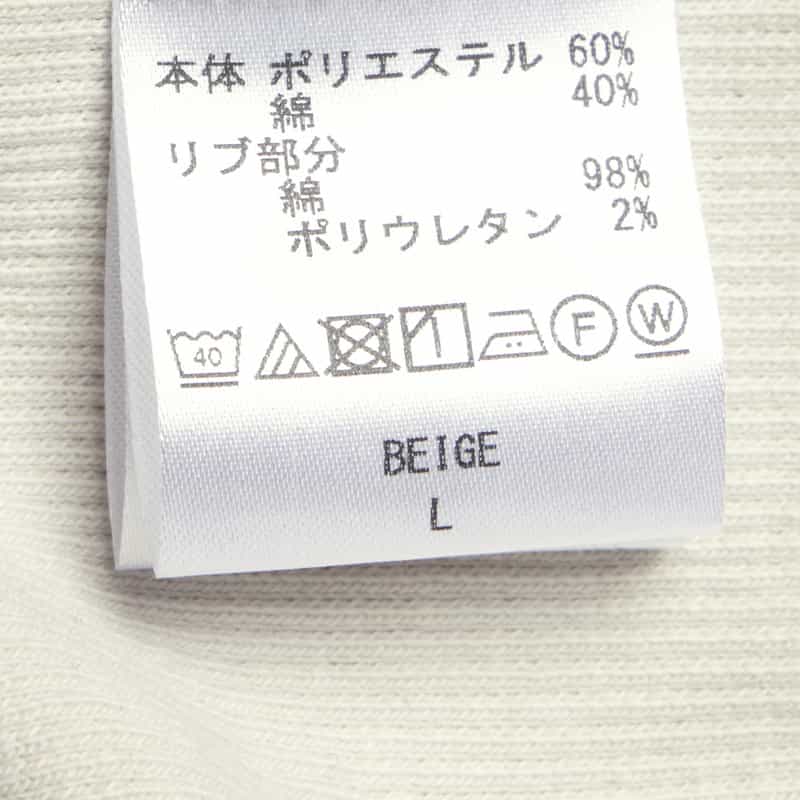 本体 ポリエステル 60%
綿 40%
リブ部分
綿 98%
ポリウレタン 2%
40 F W
BEIGE
L